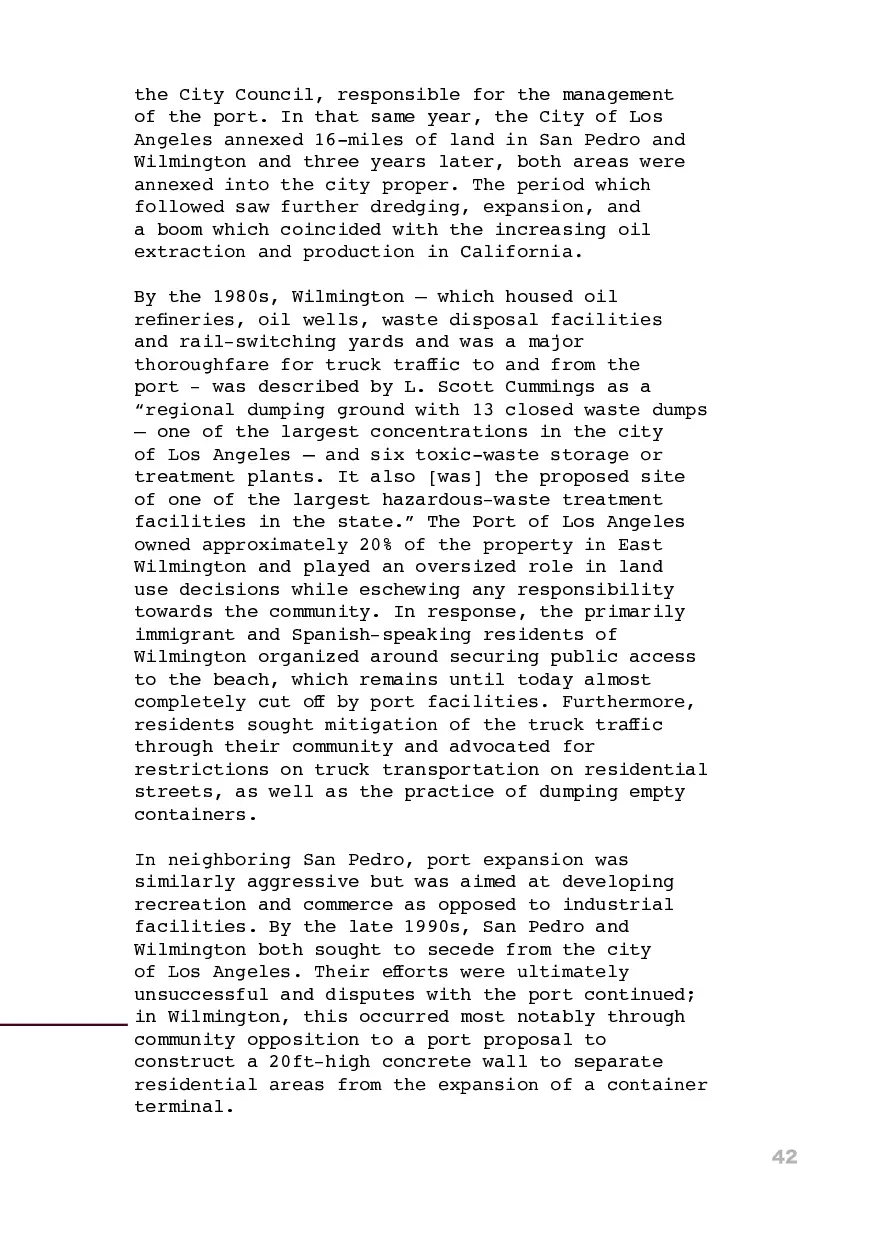 the City Council, responsible for the management
of the port. In that same year, the City of Los
Angeles annexed 16-miles of land in San Pedro and
Wilmington and three years later, both areas were
annexed into the city proper. The period which
followed saw further dredging, expansion, and
a boom which coincided with the increasing oil
extraction and production in California.

By the 1980s, Wilmington — which housed oil
refineries, oil wells, waste disposal facilities
and rail-switching yards and was a major
thoroughfare for truck traffic to and from the
port - was described by L. Scott Cummings as a
“regional dumping ground with 13 closed waste dumps
— one of the largest concentrations in the city
of Los Angeles — and six toxic-waste storage or
treatment plants. It also [was] the proposed site
of one of the largest hazardous-waste treatment
facilities in the state.” The Port of Los Angeles
owned approximately 20% of the property in East
Wilmington and played an oversized role in land
use decisions while eschewing any responsibility
towards the community. In response, the primarily
immigrant and Spanish-speaking residents of
Wilmington organized around securing public access
to the beach, which remains until today almost
completely cut off by port facilities. Furthermore,
residents sought mitigation of the truck traffic
through their community and advocated for
restrictions on truck transportation on residential
streets, as well as the practice of dumping empty
containers.

In neighboring San Pedro, port expansion was
similarly aggressive but was aimed at developing
recreation and commerce as opposed to industrial
facilities. By the late 1990s, San Pedro and
Wilmington both sought to secede from the city
of Los Angeles. Their efforts were ultimately
unsuccessful and disputes with the port continued;
in Wilmington, this occurred most notably through
community opposition to a port proposal to
construct a 20ft-high concrete wall to separate
residential areas from the expansion of a container
terminal.

42